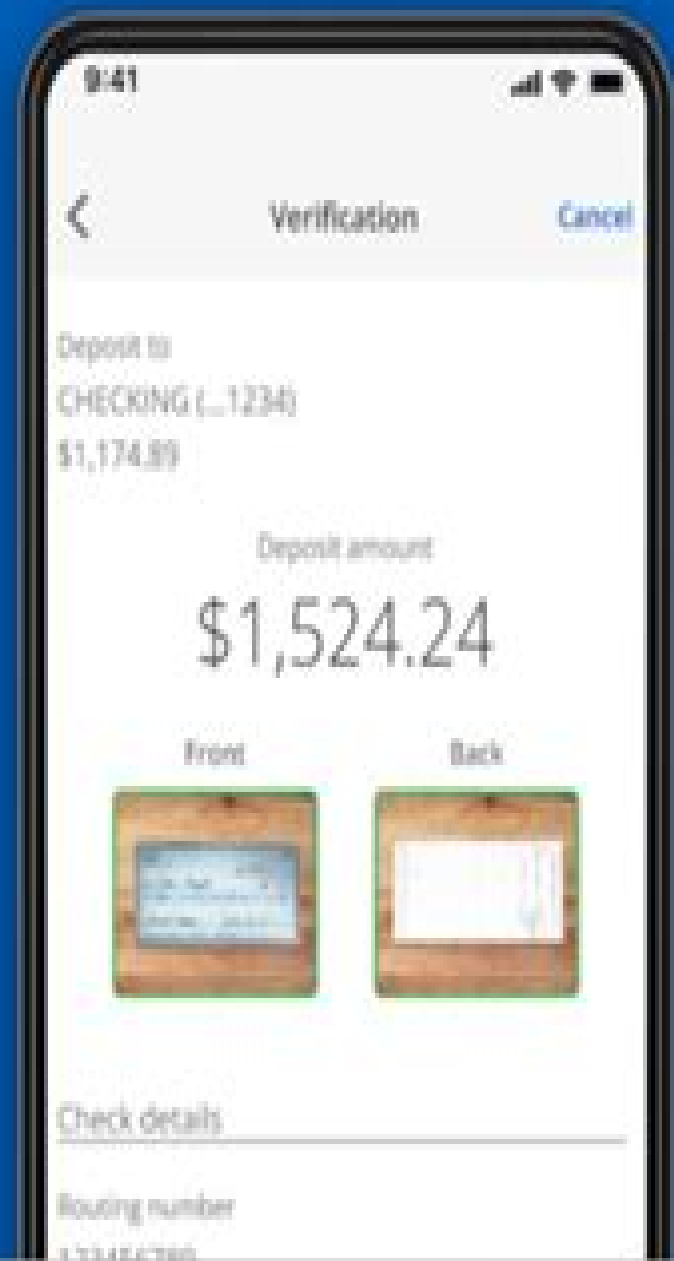 9:41
Verification
Cancel
Deposit to
CHECKING (...1234)
$1,174.89
Deposit amount
$1,524.24
Front
Back
Check details
Routing number
123456789